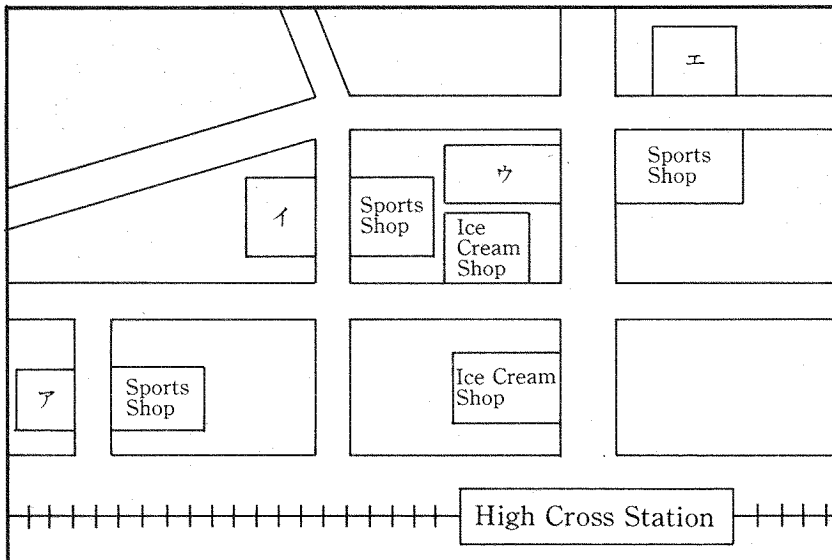 エ
Sports
Shop
ウ
イ
Sports
Shop
Ice
Cream
Shop
ア
Sports
Shop
Ice Cream
Shop
High Cross Station